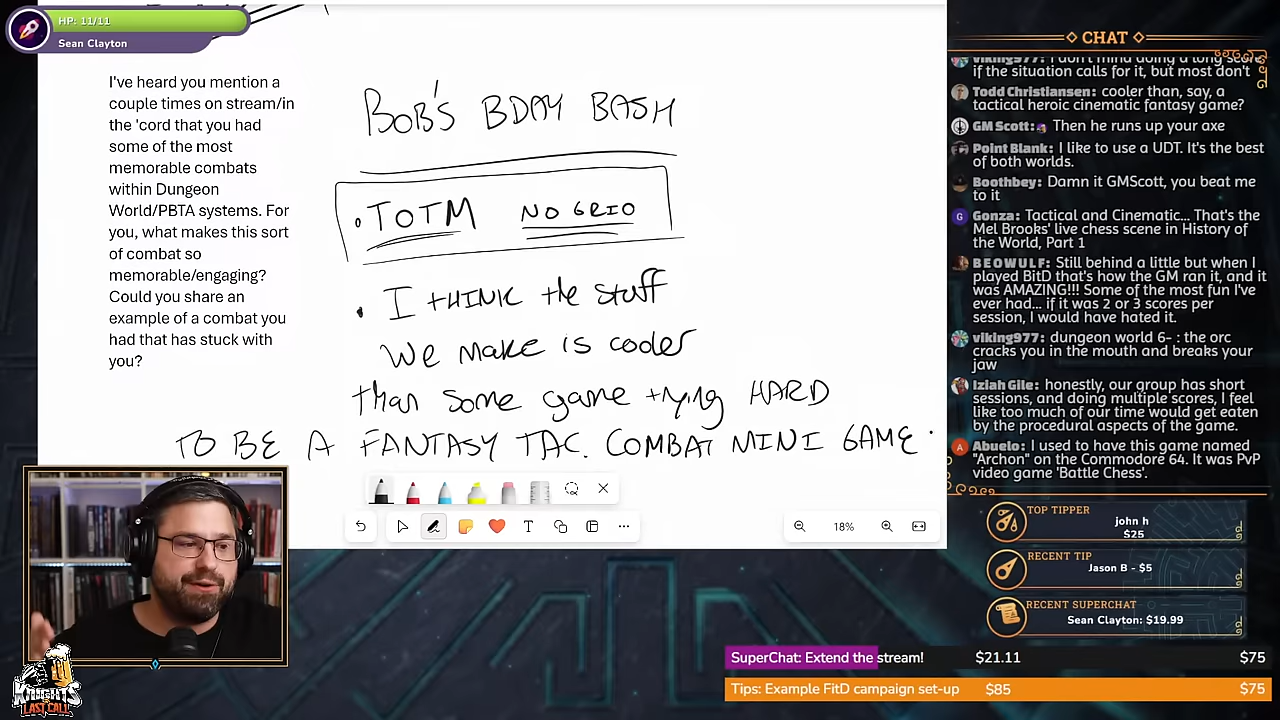 HP: 11/11
Sean Clayton
I've heard you mention a
couple times on stream/in
the 'cord that you had
some of the most
memorable combats
within Dungeon
World/PBTA systems. For
you, what makes this sort
of combat so
memorable/engaging?
Could you share an
example of a combat you
had that has stuck with
you?
BOB'S BDAY BASH
• TOTM NO GRID
• I THINK the stuff
We make is cooler
than some game trying HARD
TO BE A FANTASY TAC. COMBAT MINI GAME.
T
18%
KNIGHTS
LAST CALL
CHAT
viking977: I don't mind doing a long score
if the situation calls for it, but most don't
Todd Christiansen: cooler than, say, a
tactical heroic cinematic fantasy game?
GM Scott: Then he runs up your axe
Point Blank: I like to use a UDT. It's the best
of both worlds.
Boothbey: Damn it GMScott, you beat me
to it
G Gonza: Tactical and Cinematic... That's the
Mel Brooks' live chess scene in History of
the World, Part 1
B E O W U L F: Still behind a little but when I
played BitD that's how the GM ran it, and it
was AMAZING!!! Some of the most fun I've
ever had... if it was 2 or 3 scores per
session, I would have hated it.
viking977: dungeon world 6- : the orc
cracks you in the mouth and breaks your
jaw
Iziah Gile: honestly, our group has short
sessions, and doing multiple scores, I feel
like too much of our time would get eaten
by the procedural aspects of the game.
A Abuelo: I used to have this game named
"Archon" on the Commodore 64. It was PvP
video game 'Battle Chess'.
TOP TIPPER
john h
$25
RECENT TIP
Jason B - $5
RECENT SUPERCHAT
Sean Clayton: $19.99
SuperChat: Extend the stream! $21.11 $75
Tips: Example FitD campaign set-up $85 $75